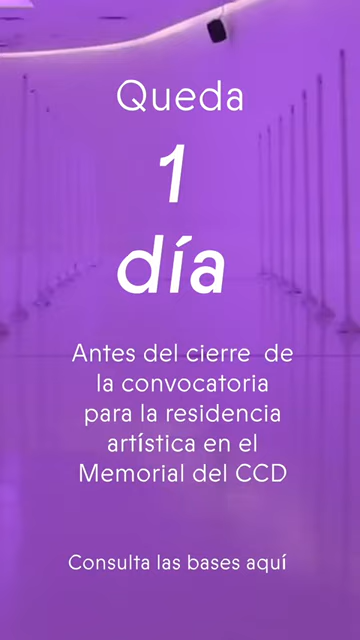 Queda
1
día
Antes del cierre de
la convocatoria
para la residencia
artística en el
Memorial del CCD
Consulta las bases aquí